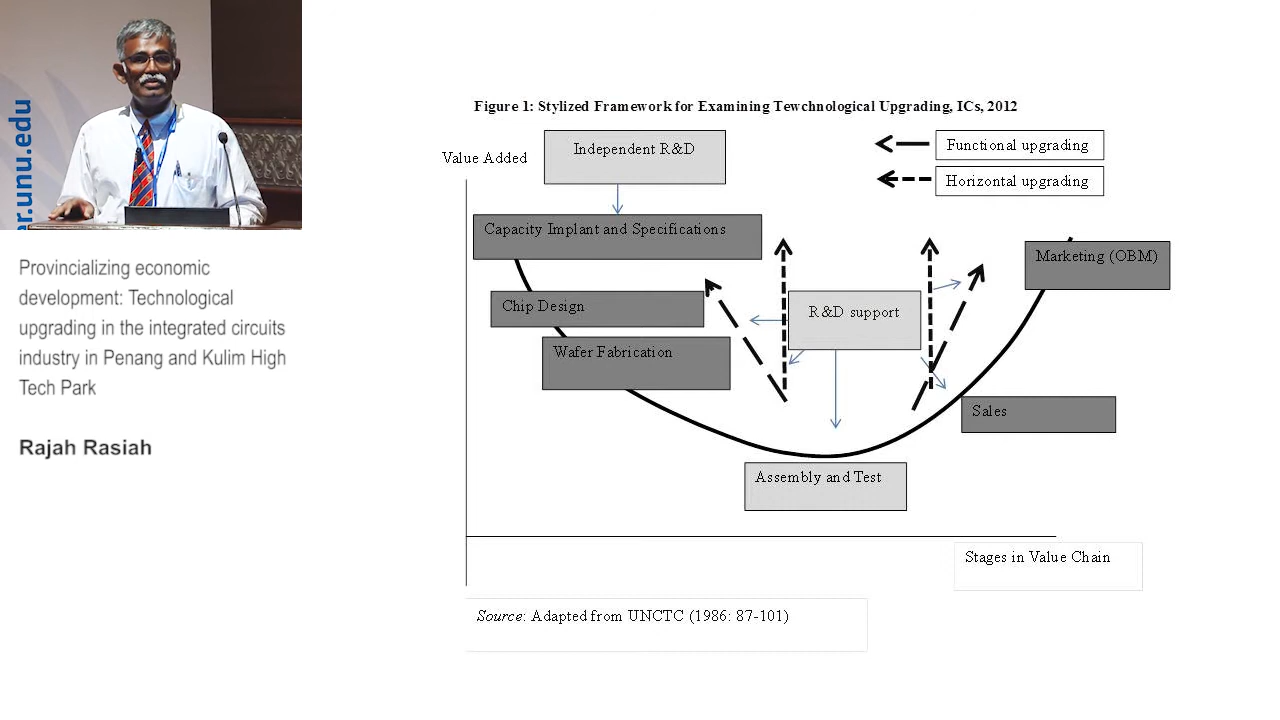 er.unu.edu
Provincializing economic
development: Technological
upgrading in the integrated circuits
industry in Penang and Kulim High
Tech Park
Rajah Rasiah
Figure 1: Stylized Framework for Examining Tewchnological Upgrading, ICs, 2012
Value Added
Independent R&D
Functional upgrading
Horizontal upgrading
Capacity Implant and Specifications
Marketing (OBM)
Chip Design
R&D support
Wafer Fabrication
Sales
Assembly and Test
Stages in Value Chain
Source: Adapted from UNCTC (1986: 87-101)